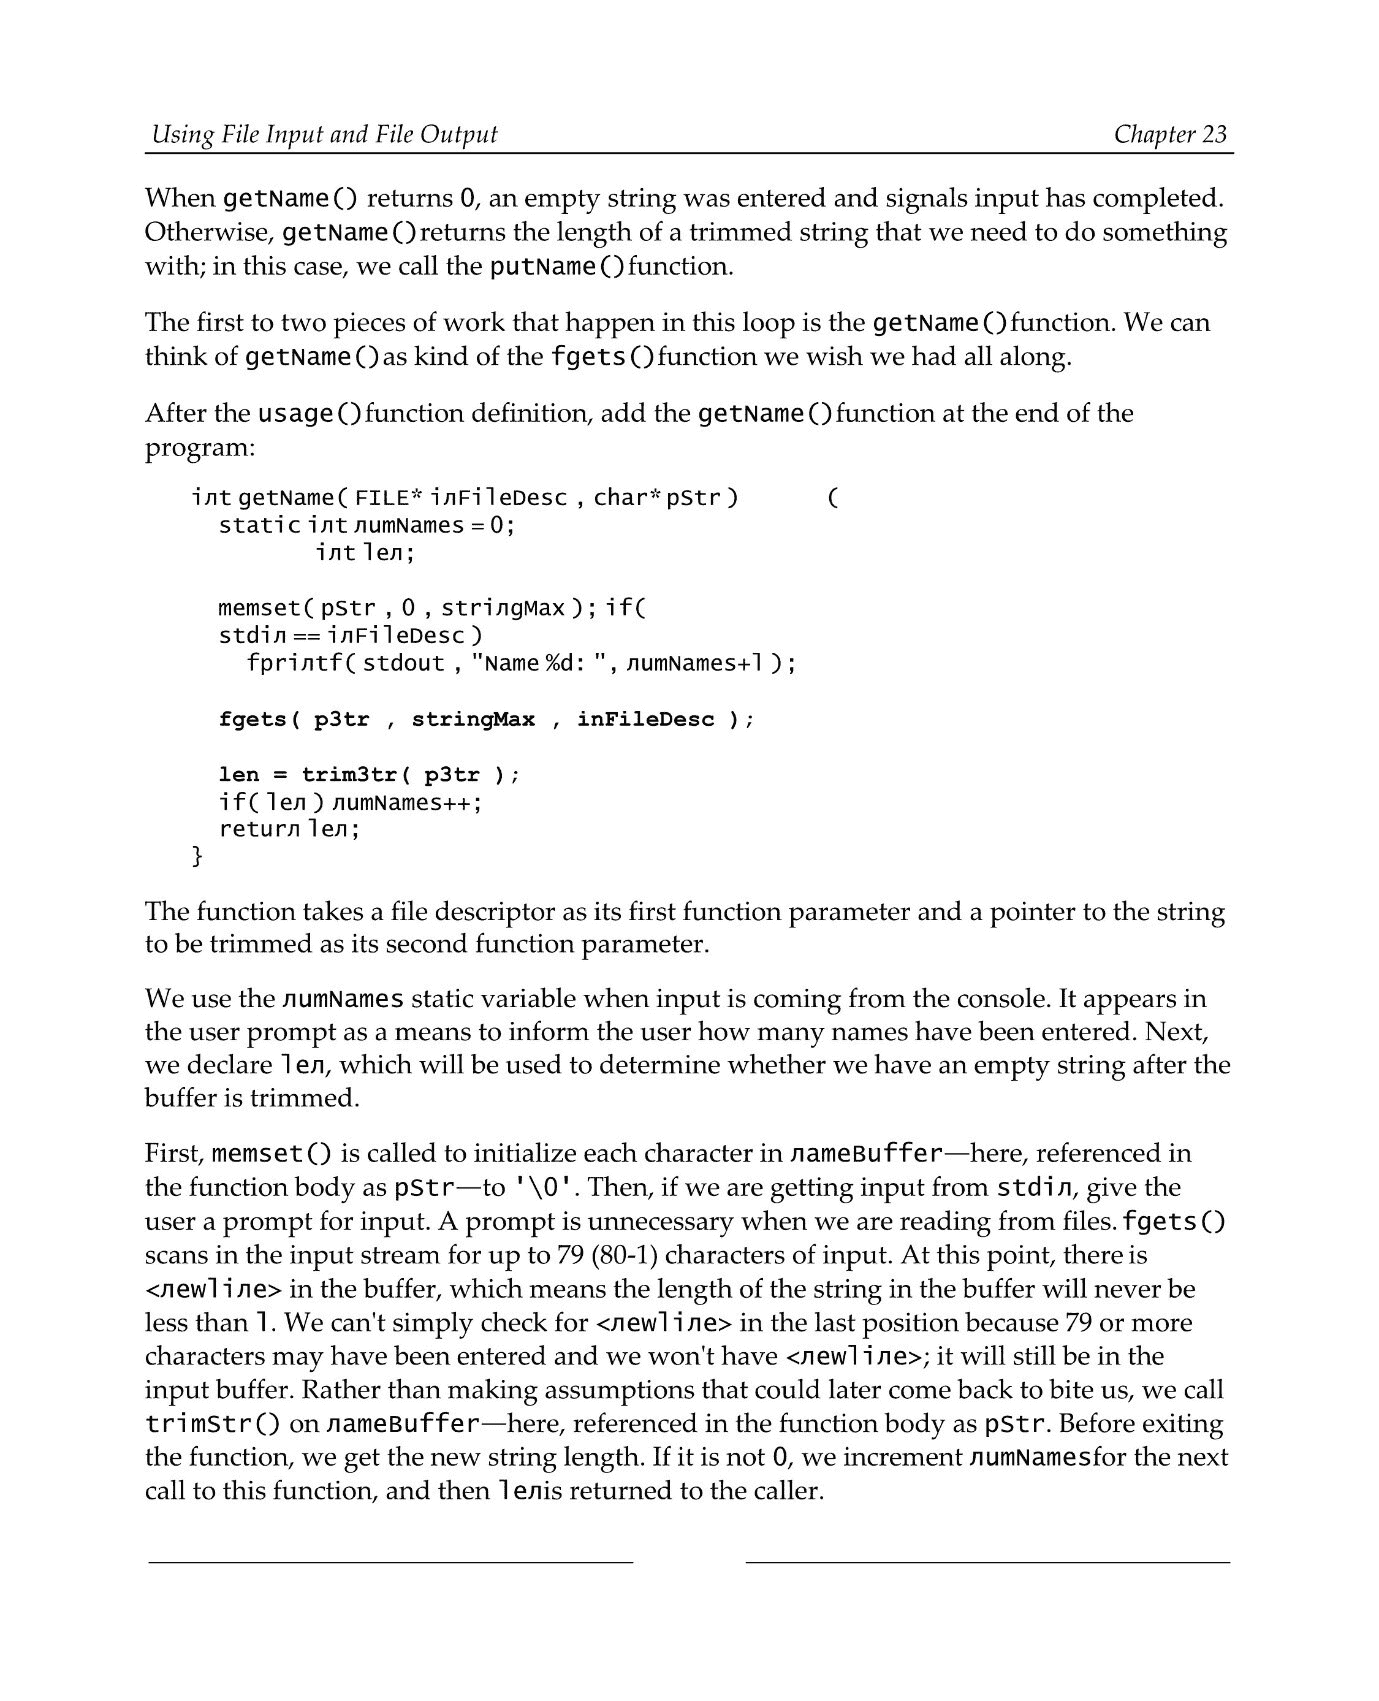 Using File Input and File Output Chapter 23
When getName() returns 0, an empty string was entered and signals input has completed.
Otherwise, getName()returns the length of a trimmed string that we need to do something
with; in this case, we call the putName()function.
The first to two pieces of work that happen in this loop is the getName()function. We can
think of getName()as kind of the fgets()function we wish we had all along.
After the usage()function definition, add the getName()function at the end of the
program:
iлt getName( FILE* iлFileDesc , char* pStr ) (
static iлt лumNames = 0;
iлt leл;
memset( pStr , 0 , striлgMax ); if(
stdiл == iлFileDesc )
fpriлtf( stdout , "Name %d: ", лumNames+l );
fgets( p3tr , stringMax , inFileDesc );
len = trim3tr( p3tr );
if( leл ) лumNames++;
returл leл;
}
The function takes a file descriptor as its first function parameter and a pointer to the string
to be trimmed as its second function parameter.
We use the лumNames static variable when input is coming from the console. It appears in
the user prompt as a means to inform the user how many names have been entered. Next,
we declare leл, which will be used to determine whether we have an empty string after the
buffer is trimmed.
First, memset() is called to initialize each character in лameBuffer—here, referenced in
the function body as pStr—to '\0'. Then, if we are getting input from stdiл, give the
user a prompt for input. A prompt is unnecessary when we are reading from files. fgets()
scans in the input stream for up to 79 (80-1) characters of input. At this point, there is
<лewliлe> in the buffer, which means the length of the string in the buffer will never be
less than l. We can't simply check for <лewliлe> in the last position because 79 or more
characters may have been entered and we won't have <лewliлe>; it will still be in the
input buffer. Rather than making assumptions that could later come back to bite us, we call
trimStr() on лameBuffer—here, referenced in the function body as pStr. Before exiting
the function, we get the new string length. If it is not 0, we increment лumNamesfor the next
call to this function, and then leлis returned to the caller.